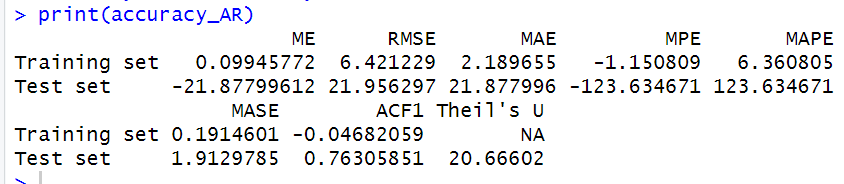 > print(accuracy_AR)
                       ME      RMSE       MAE         MPE       MAPE
Training set   0.09945772  6.421229  2.189655   -1.150809   6.360805
Test set     -21.87799612 21.956297 21.877996 -123.634671 123.634671
                  MASE        ACF1 Theil's U
Training set 0.1914601 -0.04682059        NA
Test set     1.9129785  0.76305851  20.66602
>